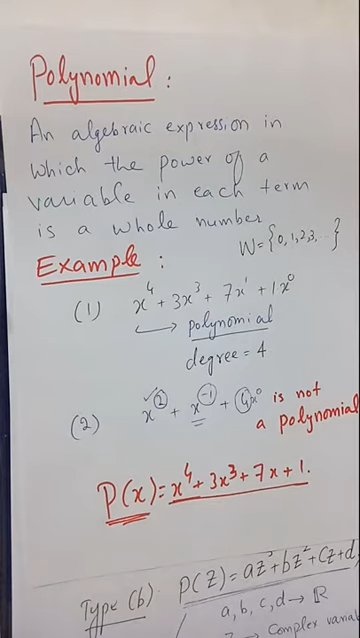 Polynomial :
An algebraic expression in
which the power of a
variable in each term
is a whole number
W = {0, 1, 2, 3, ...}
Example :
(1) x⁴ + 3x³ + 7x¹ + 1x⁰
→ polynomial
degree = 4
(2) x² + x⁻¹ + 4x⁰ is not
a polynomial
P(x) = x⁴ + 3x³ + 7x + 1.
Type (b) P(z) = az³ + bz² + cz + d,
a, b, c, d → ℝ
→ Complex varia